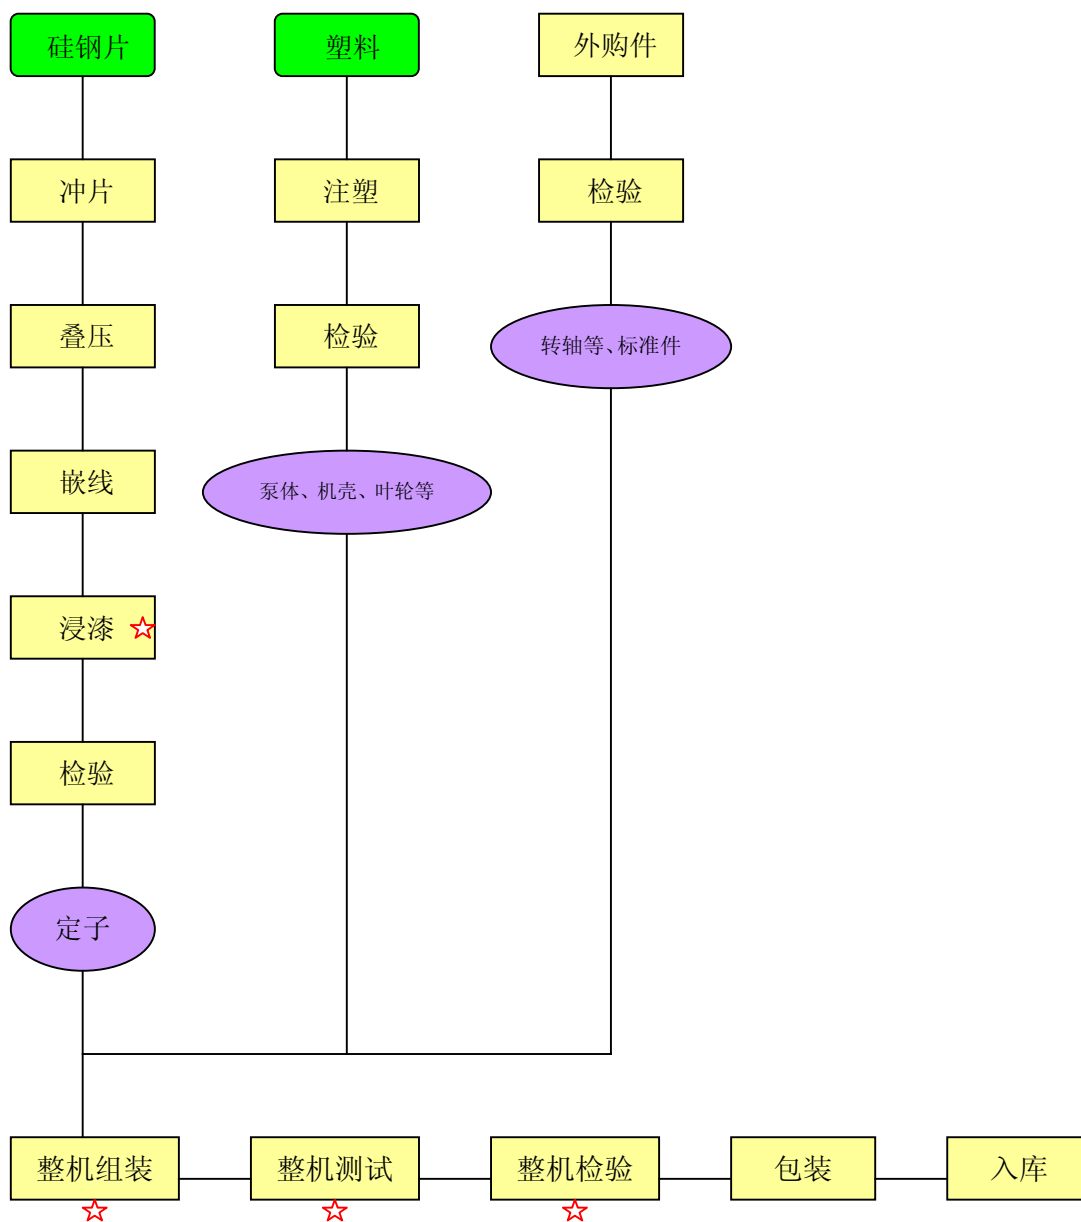 硅钢片
塑料
外购件
冲片
注塑
检验
叠压
检验
转轴等、标准件
嵌线
泵体、机壳、叶轮等
浸漆
检验
定子
整机组装
整机测试
整机检验
包装
入库